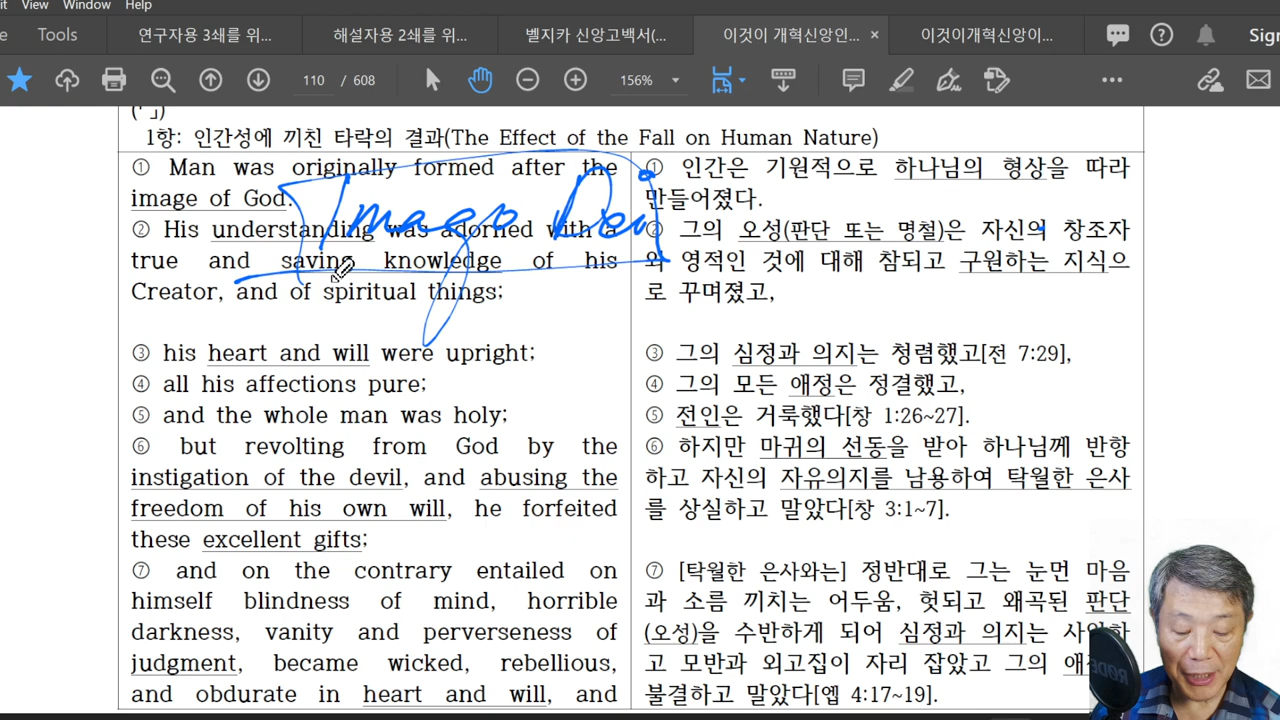 View Window Help
e Tools 연구자용 3쇄를 위... 해설자용 2쇄를 위... 벨지카 신앙고백서(... 이것이 개혁신앙인... × 이것이개혁신앙이... Sign
110 / 608 156%
1항: 인간성에 끼친 타락의 결과(The Effect of the Fall on Human Nature)
① Man was originally formed after the
image of God.
Imago Dei
② His understanding was adorned with a
true and saving knowledge of his
Creator, and of spiritual things;
③ his heart and will were upright;
④ all his affections pure;
⑤ and the whole man was holy;
⑥ but revolting from God by the
instigation of the devil, and abusing the
freedom of his own will, he forfeited
these excellent gifts;
⑦ and on the contrary entailed on
himself blindness of mind, horrible
darkness, vanity and perverseness of
judgment, became wicked, rebellious,
and obdurate in heart and will, and
① 인간은 기원적으로 하나님의 형상을 따라
만들어졌다.
② 그의 오성(판단 또는 명철)은 자신의 창조자
와 영적인 것에 대해 참되고 구원하는 지식으
로 꾸며졌고,
③ 그의 심정과 의지는 청렴했고[전 7:29],
④ 그의 모든 애정은 정결했고,
⑤ 전인은 거룩했다[창 1:26~27].
⑥ 하지만 마귀의 선동을 받아 하나님께 반항
하고 자신의 자유의지를 남용하여 탁월한 은사
를 상실하고 말았다[창 3:1~7].
⑦ [탁월한 은사와는] 정반대로 그는 눈먼 마음
과 소름 끼치는 어두움, 헛되고 왜곡된 판단
(오성)을 수반하게 되어 심정과 의지는
고 모반과 외고집이 자리 잡았고 그의
불결하고 말았다[엡 4:17~19].
RØDE